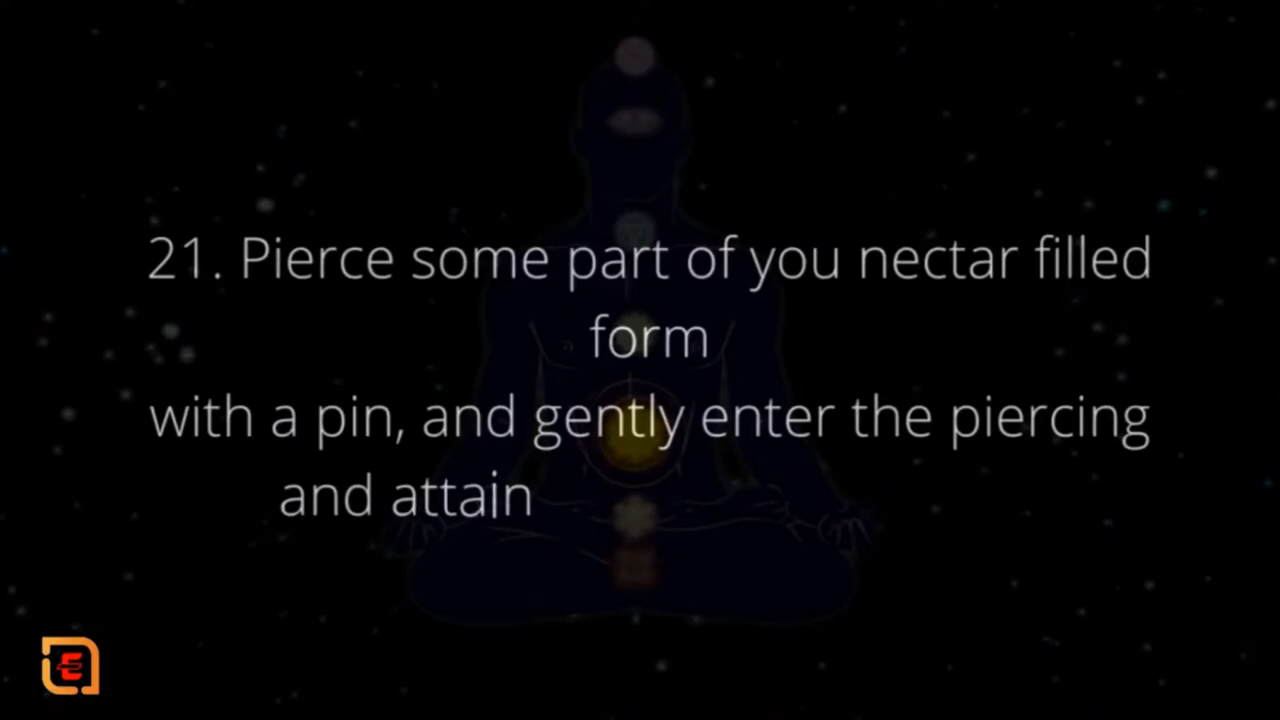 21. Pierce some part of you nectar filled
form
with a pin, and gently enter the piercing
and attain
E